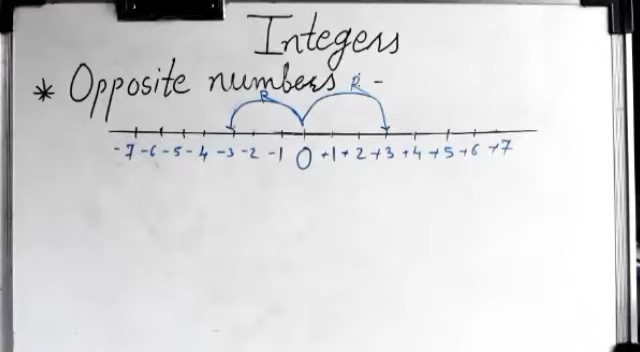 Integers
* Opposite numbers -
R R
-7 -6 -5 -4 -3 -2 -1 0 +1 +2 +3 +4 +5 +6 +7